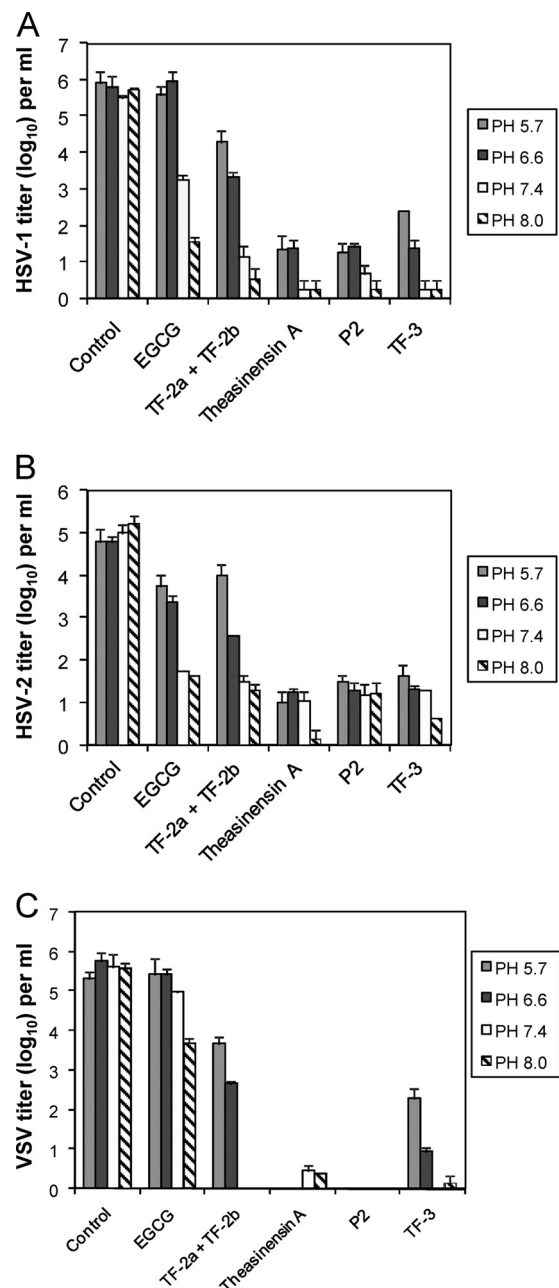 A
HSV-1 titer (log10) per ml
7
6
5
4
3
2
1
0
Control
EGCG
TF-2a + TF-2b
Theasinensin A
P2
TF-3
PH 5.7
PH 6.6
PH 7.4
PH 8.0
B
HSV-2 titer (log10) per ml
6
5
4
3
2
1
0
Control
EGCG
TF-2a + TF-2b
Theasinensin A
P2
TF-3
PH 5.7
PH 6.6
PH 7.4
PH 8.0
C
VSV titer (log10) per ml
7
6
5
4
3
2
1
0
Control
EGCG
TF-2a + TF-2b
Theasinensin A
P2
TF-3
PH 5.7
PH 6.6
PH 7.4
PH 8.0